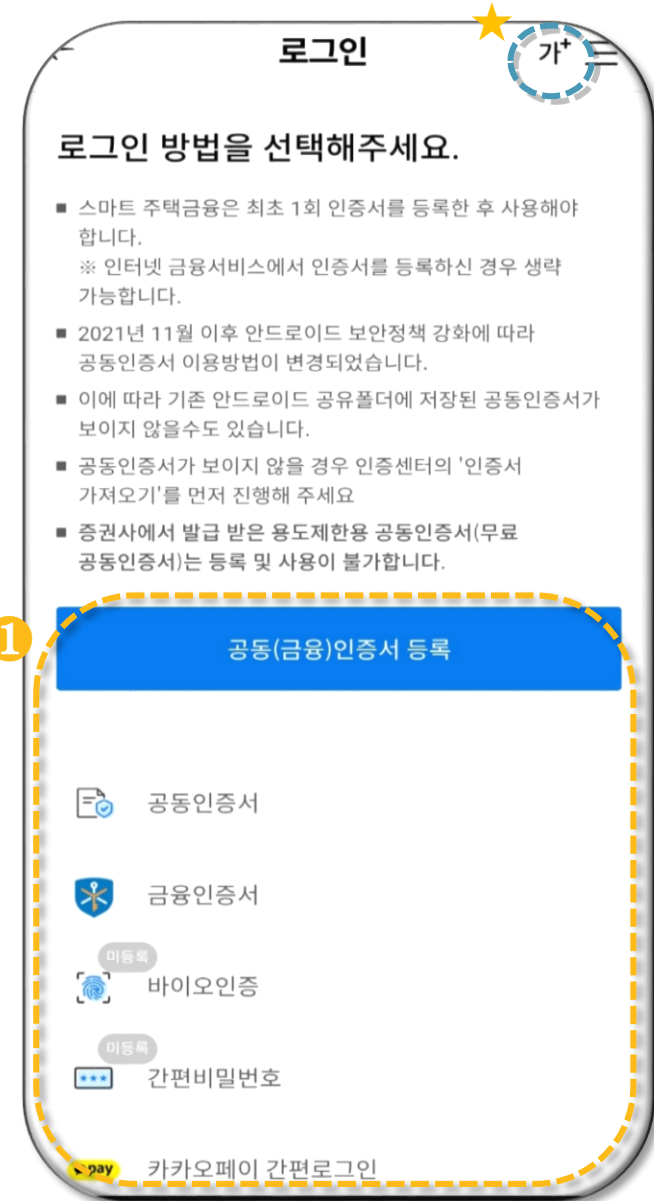 로그인
가+
로그인 방법을 선택해주세요.
■ 스마트 주택금융은 최초 1회 인증서를 등록한 후 사용해야
합니다.
※ 인터넷 금융서비스에서 인증서를 등록하신 경우 생략
가능합니다.
■ 2021년 11월 이후 안드로이드 보안정책 강화에 따라
공동인증서 이용방법이 변경되었습니다.
■ 이에 따라 기존 안드로이드 공유폴더에 저장된 공동인증서가
보이지 않을수도 있습니다.
■ 공동인증서가 보이지 않을 경우 인증센터의 '인증서
가져오기'를 먼저 진행해 주세요
■ 증권사에서 발급 받은 용도제한용 공동인증서(무료
공동인증서)는 등록 및 사용이 불가합니다.
1
공동(금융)인증서 등록
공동인증서
금융인증서
미등록
바이오인증
미등록
간편비밀번호
pay 카카오페이 간편로그인